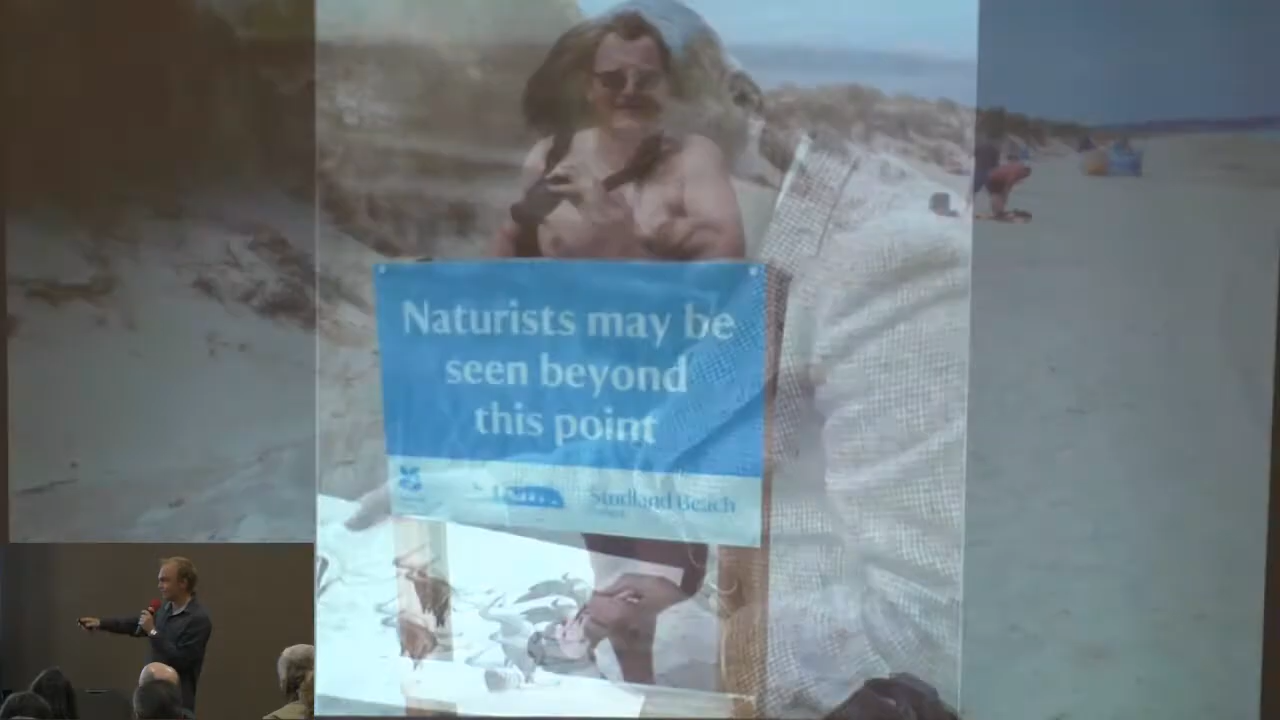 Naturists may be
seen beyond
this point
Studland Beach